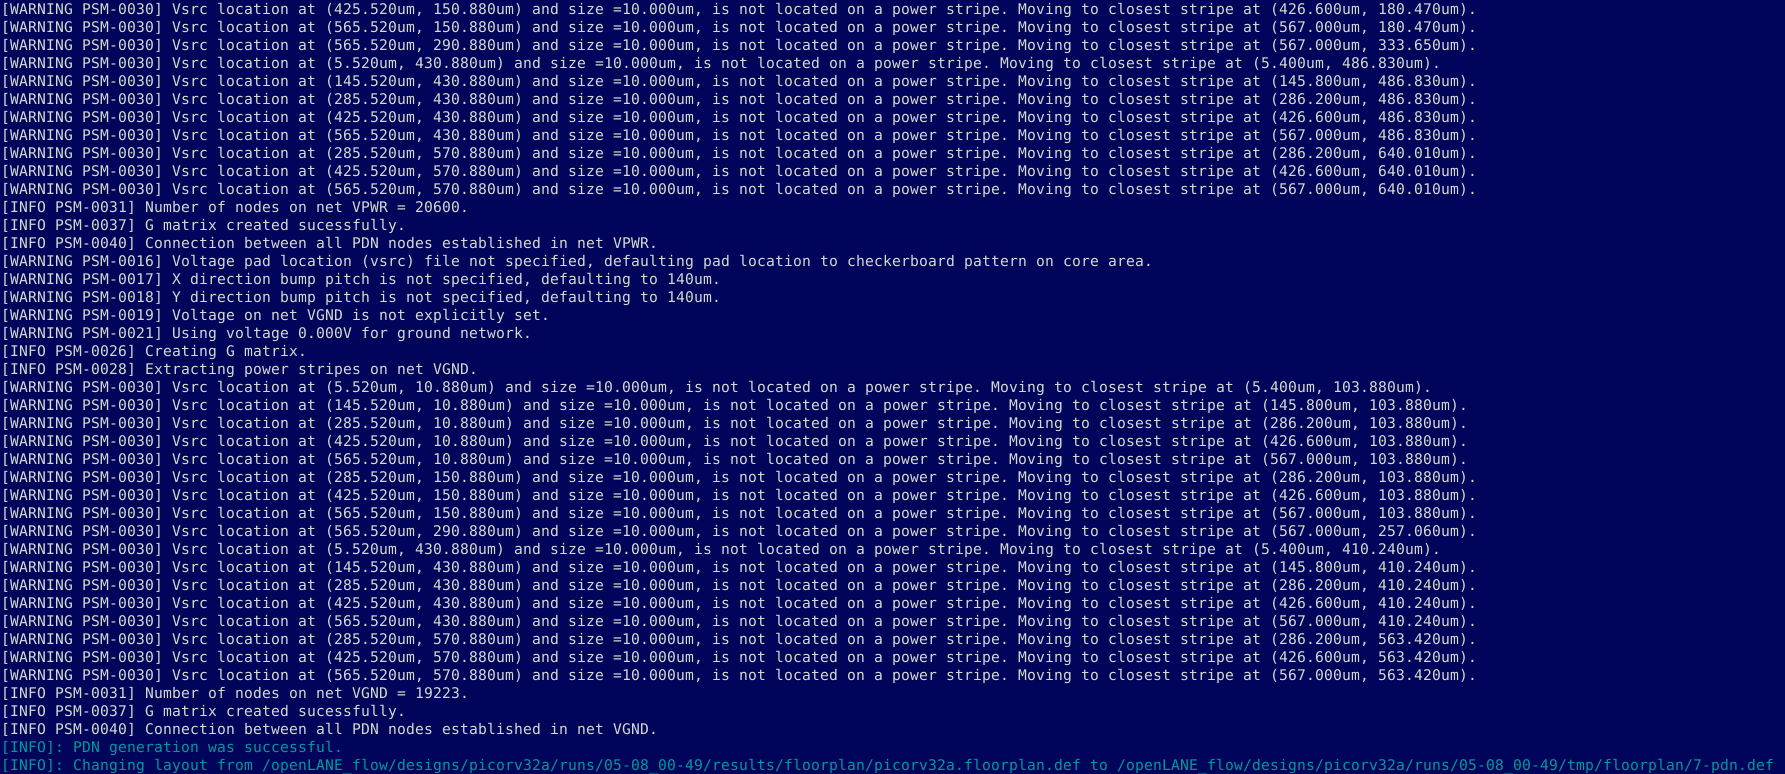 [WARNING PSM-0030] Vsrc location at (425.520um, 150.880um) and size =10.000um, is not located on a power stripe. Moving to closest stripe at (426.600um, 180.470um).
[WARNING PSM-0030] Vsrc location at (565.520um, 150.880um) and size =10.000um, is not located on a power stripe. Moving to closest stripe at (567.000um, 180.470um).
[WARNING PSM-0030] Vsrc location at (565.520um, 290.880um) and size =10.000um, is not located on a power stripe. Moving to closest stripe at (567.000um, 333.650um).
[WARNING PSM-0030] Vsrc location at (5.520um, 430.880um) and size =10.000um, is not located on a power stripe. Moving to closest stripe at (5.400um, 486.830um).
[WARNING PSM-0030] Vsrc location at (145.520um, 430.880um) and size =10.000um, is not located on a power stripe. Moving to closest stripe at (145.800um, 486.830um).
[WARNING PSM-0030] Vsrc location at (285.520um, 430.880um) and size =10.000um, is not located on a power stripe. Moving to closest stripe at (286.200um, 486.830um).
[WARNING PSM-0030] Vsrc location at (425.520um, 430.880um) and size =10.000um, is not located on a power stripe. Moving to closest stripe at (426.600um, 486.830um).
[WARNING PSM-0030] Vsrc location at (565.520um, 430.880um) and size =10.000um, is not located on a power stripe. Moving to closest stripe at (567.000um, 486.830um).
[WARNING PSM-0030] Vsrc location at (285.520um, 570.880um) and size =10.000um, is not located on a power stripe. Moving to closest stripe at (286.200um, 640.010um).
[WARNING PSM-0030] Vsrc location at (425.520um, 570.880um) and size =10.000um, is not located on a power stripe. Moving to closest stripe at (426.600um, 640.010um).
[WARNING PSM-0030] Vsrc location at (565.520um, 570.880um) and size =10.000um, is not located on a power stripe. Moving to closest stripe at (567.000um, 640.010um).
[INFO PSM-0031] Number of nodes on net VPWR = 20600.
[INFO PSM-0037] G matrix created sucessfully.
[INFO PSM-0040] Connection between all PDN nodes established in net VPWR.
[WARNING PSM-0016] Voltage pad location (vsrc) file not specified, defaulting pad location to checkerboard pattern on core area.
[WARNING PSM-0017] X direction bump pitch is not specified, defaulting to 140um.
[WARNING PSM-0018] Y direction bump pitch is not specified, defaulting to 140um.
[WARNING PSM-0019] Voltage on net VGND is not explicitly set.
[WARNING PSM-0021] Using voltage 0.000V for ground network.
[INFO PSM-0026] Creating G matrix.
[INFO PSM-0028] Extracting power stripes on net VGND.
[WARNING PSM-0030] Vsrc location at (5.520um, 10.880um) and size =10.000um, is not located on a power stripe. Moving to closest stripe at (5.400um, 103.880um).
[WARNING PSM-0030] Vsrc location at (145.520um, 10.880um) and size =10.000um, is not located on a power stripe. Moving to closest stripe at (145.800um, 103.880um).
[WARNING PSM-0030] Vsrc location at (285.520um, 10.880um) and size =10.000um, is not located on a power stripe. Moving to closest stripe at (286.200um, 103.880um).
[WARNING PSM-0030] Vsrc location at (425.520um, 10.880um) and size =10.000um, is not located on a power stripe. Moving to closest stripe at (426.600um, 103.880um).
[WARNING PSM-0030] Vsrc location at (565.520um, 10.880um) and size =10.000um, is not located on a power stripe. Moving to closest stripe at (567.000um, 103.880um).
[WARNING PSM-0030] Vsrc location at (285.520um, 150.880um) and size =10.000um, is not located on a power stripe. Moving to closest stripe at (286.200um, 103.880um).
[WARNING PSM-0030] Vsrc location at (425.520um, 150.880um) and size =10.000um, is not located on a power stripe. Moving to closest stripe at (426.600um, 103.880um).
[WARNING PSM-0030] Vsrc location at (565.520um, 150.880um) and size =10.000um, is not located on a power stripe. Moving to closest stripe at (567.000um, 103.880um).
[WARNING PSM-0030] Vsrc location at (565.520um, 290.880um) and size =10.000um, is not located on a power stripe. Moving to closest stripe at (567.000um, 257.060um).
[WARNING PSM-0030] Vsrc location at (5.520um, 430.880um) and size =10.000um, is not located on a power stripe. Moving to closest stripe at (5.400um, 410.240um).
[WARNING PSM-0030] Vsrc location at (145.520um, 430.880um) and size =10.000um, is not located on a power stripe. Moving to closest stripe at (145.800um, 410.240um).
[WARNING PSM-0030] Vsrc location at (285.520um, 430.880um) and size =10.000um, is not located on a power stripe. Moving to closest stripe at (286.200um, 410.240um).
[WARNING PSM-0030] Vsrc location at (425.520um, 430.880um) and size =10.000um, is not located on a power stripe. Moving to closest stripe at (426.600um, 410.240um).
[WARNING PSM-0030] Vsrc location at (565.520um, 430.880um) and size =10.000um, is not located on a power stripe. Moving to closest stripe at (567.000um, 410.240um).
[WARNING PSM-0030] Vsrc location at (285.520um, 570.880um) and size =10.000um, is not located on a power stripe. Moving to closest stripe at (286.200um, 563.420um).
[WARNING PSM-0030] Vsrc location at (425.520um, 570.880um) and size =10.000um, is not located on a power stripe. Moving to closest stripe at (426.600um, 563.420um).
[WARNING PSM-0030] Vsrc location at (565.520um, 570.880um) and size =10.000um, is not located on a power stripe. Moving to closest stripe at (567.000um, 563.420um).
[INFO PSM-0031] Number of nodes on net VGND = 19223.
[INFO PSM-0037] G matrix created sucessfully.
[INFO PSM-0040] Connection between all PDN nodes established in net VGND.
[INFO]: PDN generation was successful.
[INFO]: Changing layout from /openLANE_flow/designs/picorv32a/runs/05-08_00-49/results/floorplan/picorv32a.floorplan.def to /openLANE_flow/designs/picorv32a/runs/05-08_00-49/tmp/floorplan/7-pdn.def